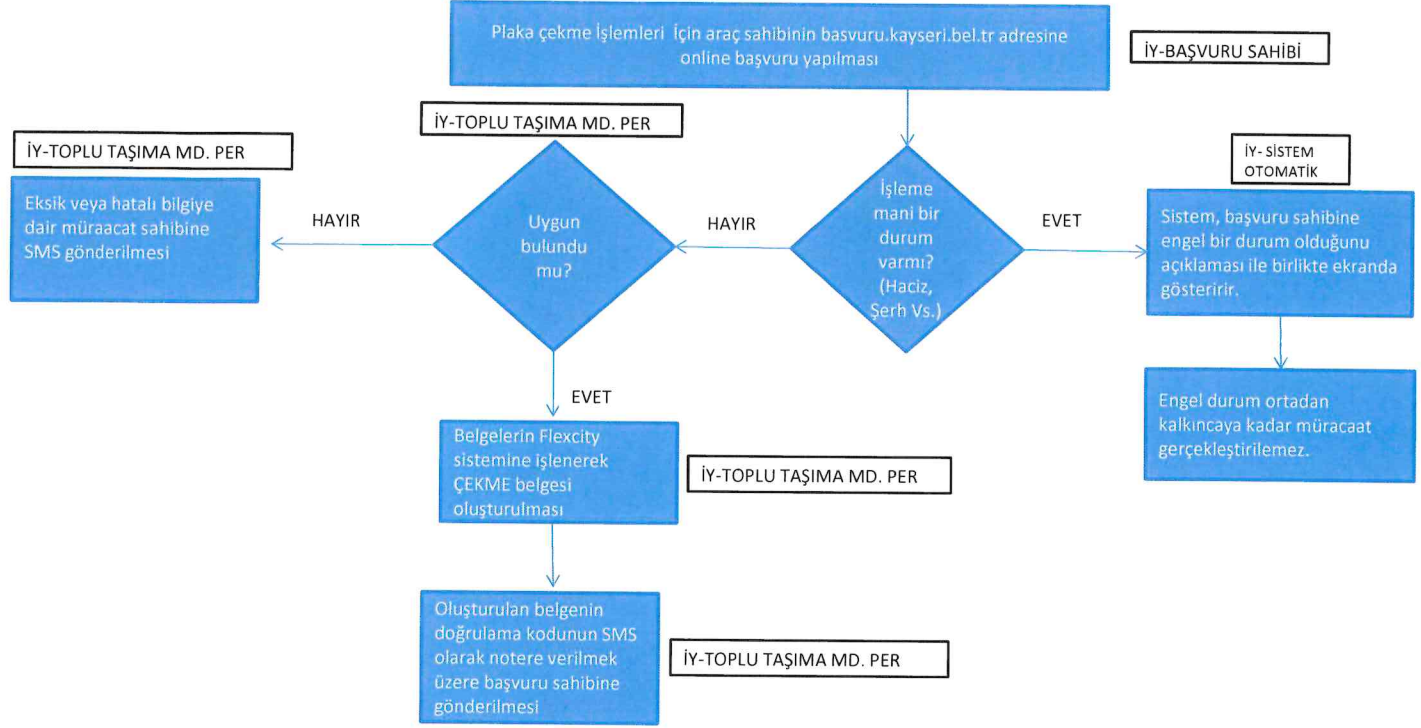 Plaka çekme İşlemleri İçin araç sahibinin basvuru.kayseri.bel.tr adresine
online başvuru yapılması
İY-BAŞVURU SAHİBİ
İY-TOPLU TAŞIMA MD. PER
İY-TOPLU TAŞIMA MD. PER
İY- SİSTEM
OTOMATİK
Eksik veya hatalı bilgiye
dair müraacat sahibine
SMS gönderilmesi
HAYIR
Uygun
bulundu
mu?
HAYIR
İşleme
mani bir
durum
varmı?
(Haciz,
Şerh Vs.)
EVET
Sistem, başvuru sahibine
engel bir durum olduğunu
açıklaması ile birlikte ekranda
gösteririr.
EVET
Engel durum ortadan
kalkıncaya kadar müracaat
gerçekleştirilemez.
Belgelerin Flexcity
sistemine işlenerek
ÇEKME belgesi
oluşturulması
İY-TOPLU TAŞIMA MD. PER
Oluşturulan belgenin
doğrulama kodunun SMS
olarak notere verilmek
üzere başvuru sahibine
gönderilmesi
İY-TOPLU TAŞIMA MD. PER